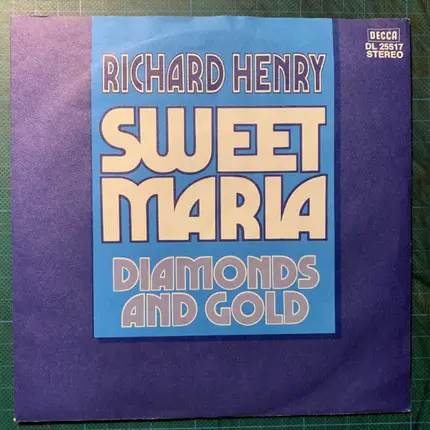 DECCA
DL 25517
STEREO
RICHARD HENRY
SWEET
MARIA
DIAMONDS
AND GOLD